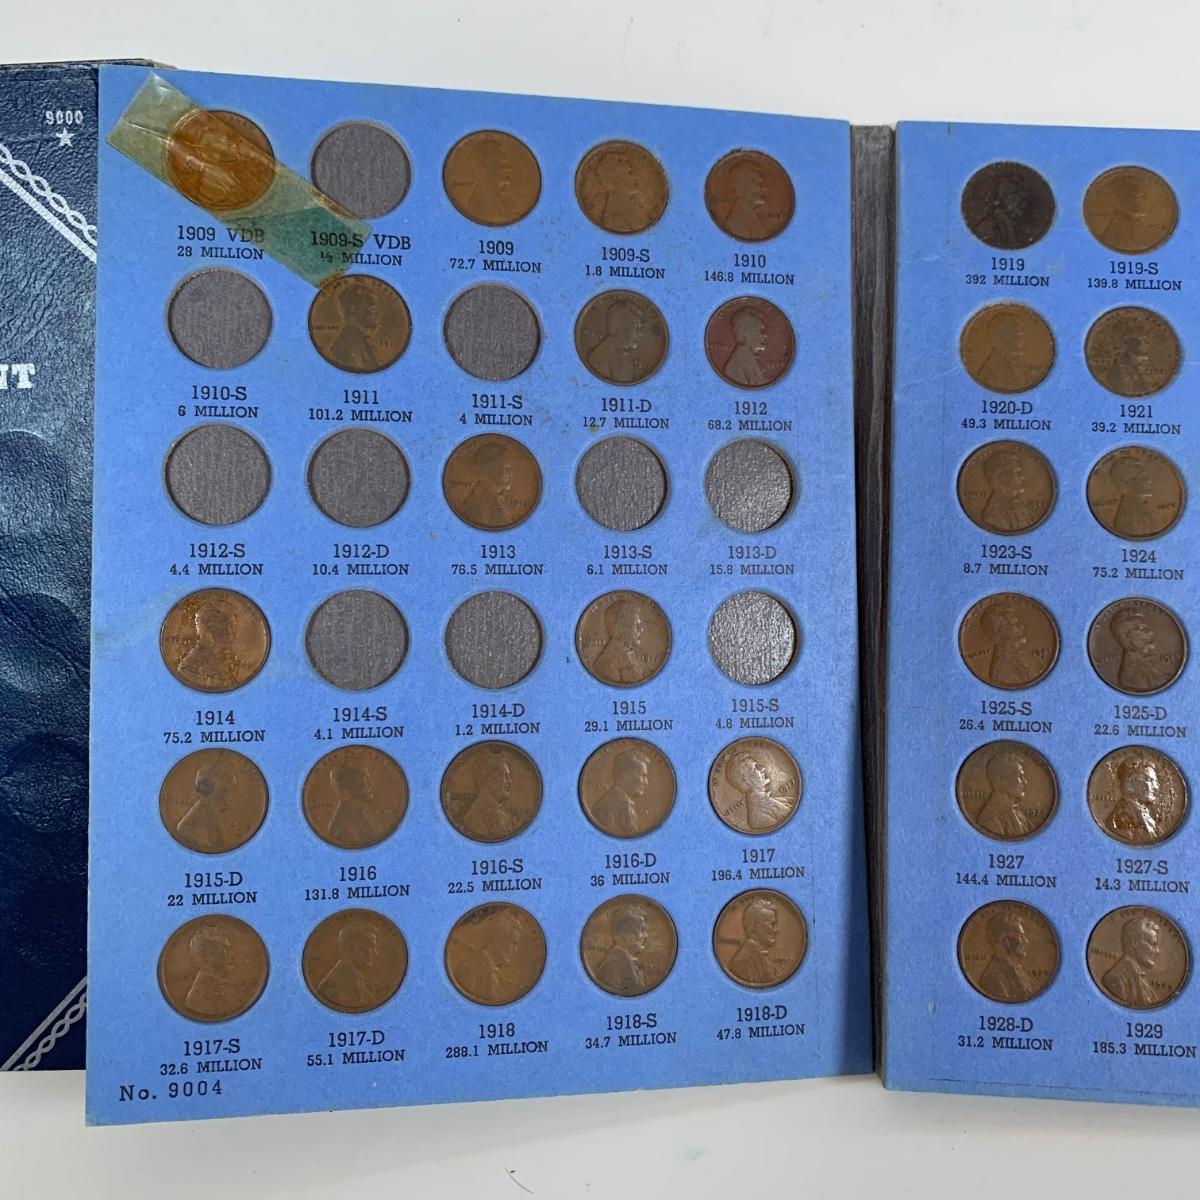 9000
NT
1909 VDB
28 MILLION
1909-S VDB
½ MILLION
1909
72.7 MILLION
1909-S
1.8 MILLION
1910
146.8 MILLION
1910-S
6 MILLION
1911
101.2 MILLION
1911-S
4 MILLION
1911-D
12.7 MILLION
1912
68.2 MILLION
1912-S
4.4 MILLION
1912-D
10.4 MILLION
1913
76.5 MILLION
1913-S
6.1 MILLION
1913-D
15.8 MILLION
1914
75.2 MILLION
1914-S
4.1 MILLION
1914-D
1.2 MILLION
1915
29.1 MILLION
1915-S
4.8 MILLION
1915-D
22 MILLION
1916
131.8 MILLION
1916-S
22.5 MILLION
1916-D
36 MILLION
1917
196.4 MILLION
1917-S
32.6 MILLION
1917-D
55.1 MILLION
1918
288.1 MILLION
1918-S
34.7 MILLION
1918-D
47.8 MILLION
No. 9004
1919
392 MILLION
1919-S
139.8 MILLION
1920-D
49.3 MILLION
1921
39.2 MILLION
1923-S
8.7 MILLION
1924
75.2 MILLION
1925-S
26.4 MILLION
1925-D
22.6 MILLION
1927
144.4 MILLION
1927-S
14.3 MILLION
1928-D
31.2 MILLION
1929
185.3 MILLION